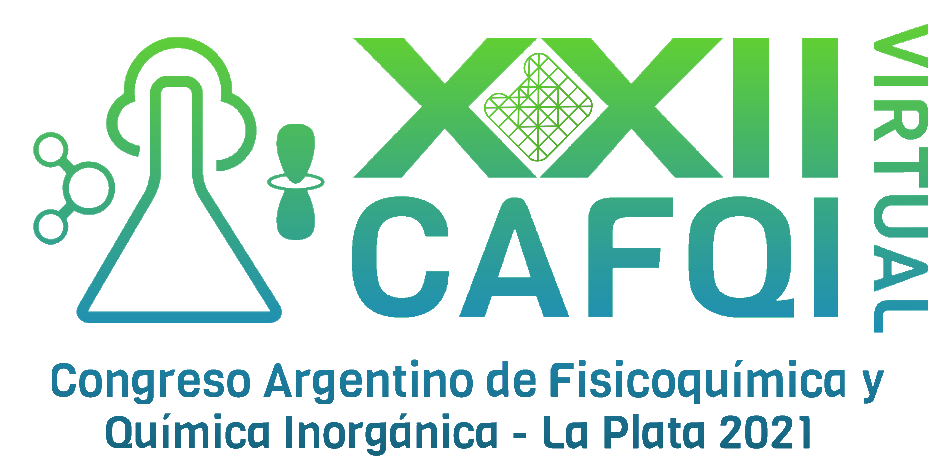 XXII
CAFQI
VIRTUAL
Congreso Argentino de Fisicoquímica y
Química Inorgánica - La Plata 2021